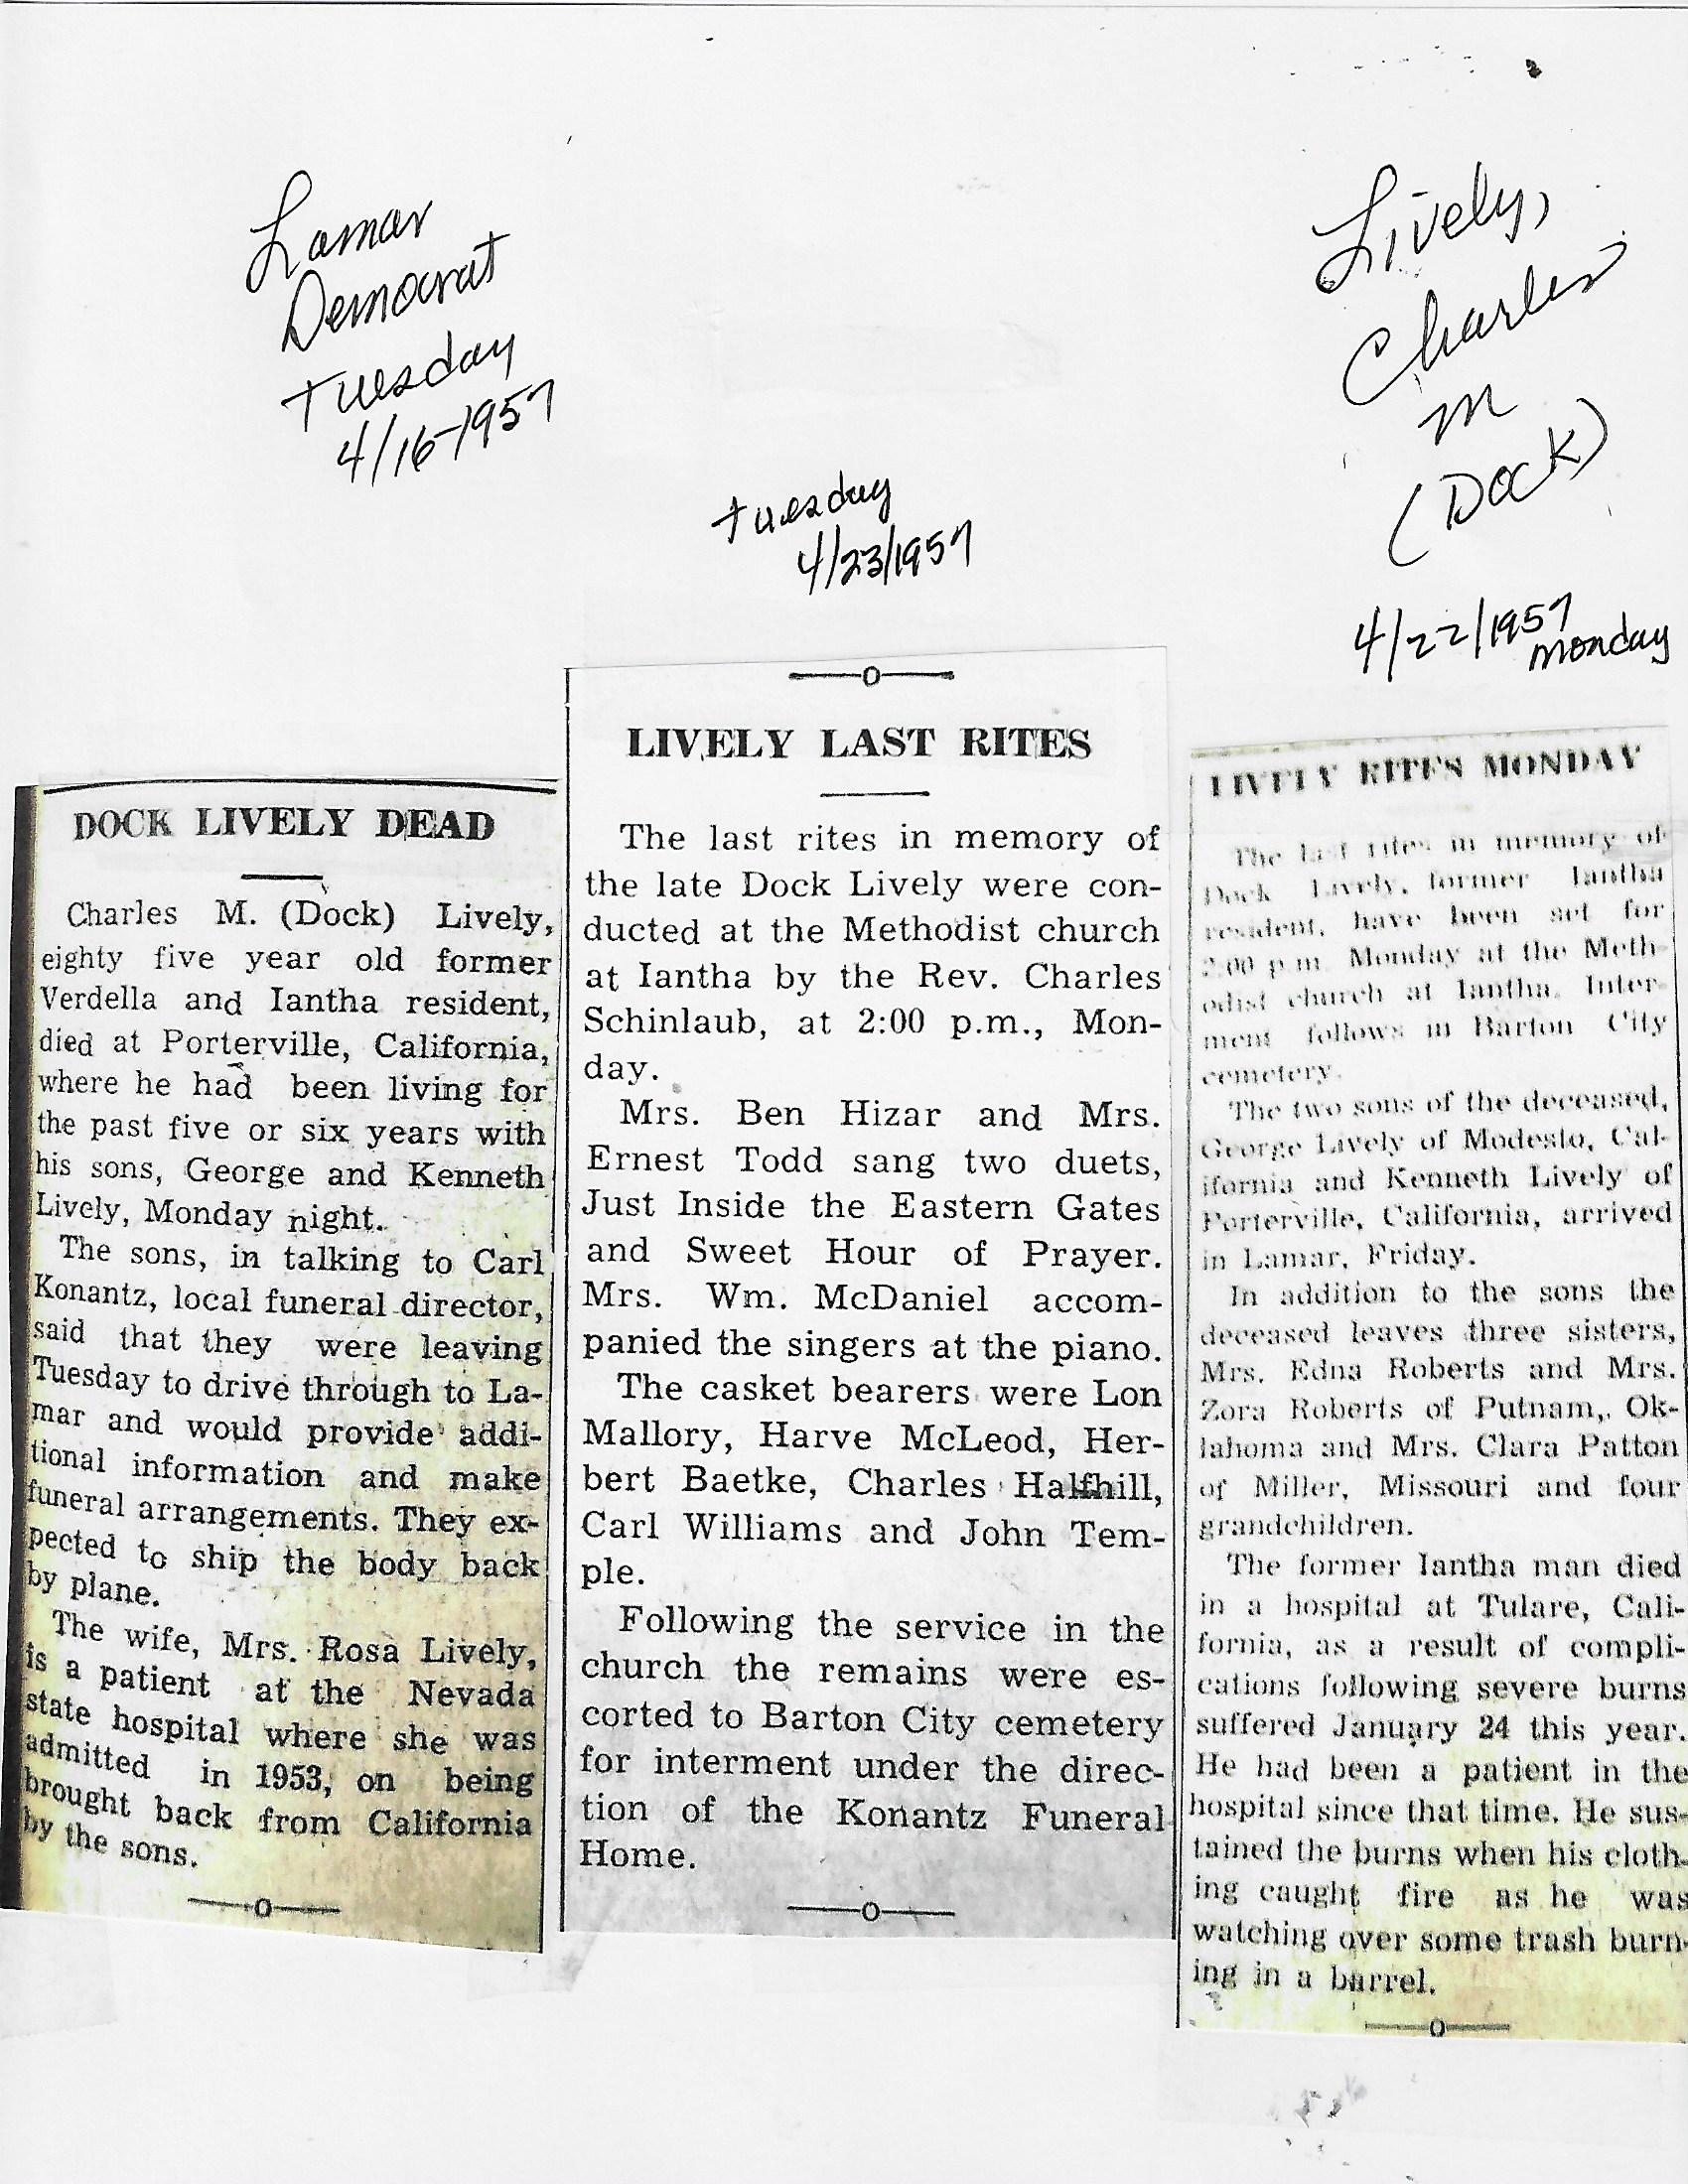 Lamar
Democrat
Tuesday
4/16-1957
DOCK LIVELY DEAD
Charles M. (Dock) Lively,
eighty five year old former
Verdella and Iantha resident,
died at Porterville, California,
where he had been living for
the past five or six years with
his sons, George and Kenneth
Lively, Monday night.
The sons, in talking to Carl
Konantz, local funeral director,
said that they were leaving
Tuesday to drive through to La-
mar and would provide addi-
tional information and make
funeral arrangements. They ex-
pected to ship the body back
by plane.
The wife, Mrs. Rosa Lively,
is a patient at the Nevada
state hospital where she was
admitted in 1953, on being
brought back from California
by the sons.
Tuesday
4/23/1957
LIVELY LAST RITES
The last rites in memory of
the late Dock Lively were con-
ducted at the Methodist church
at Iantha by the Rev. Charles
Schinlaub, at 2:00 p.m., Mon-
day.
Mrs. Ben Hizar and Mrs.
Ernest Todd sang two duets,
Just Inside the Eastern Gates
and Sweet Hour of Prayer.
Mrs. Wm. McDaniel accom-
panied the singers at the piano.
The casket bearers were Lon
Mallory, Harve McLeod, Her-
bert Baetke, Charles Halfhill,
Carl Williams and John Tem-
ple.
Following the service in the
church the remains were es-
corted to Barton City cemetery
for interment under the direc-
tion of the Konantz Funeral
Home.
Lively,
Charles
M
(Dock)
4/22/1957
Monday
LIVELY RITES MONDAY
The last rites in memory of
Dock Lively, former Iantha
resident, have been set for
2:00 p.m. Monday at the Meth-
odist church at Iantha. Inter-
ment follows in Barton City
cemetery.
The two sons of the deceased,
George Lively of Modesto, Cal-
ifornia and Kenneth Lively of
Porterville, California, arrived
in Lamar, Friday.
In addition to the sons the
deceased leaves three sisters,
Mrs. Edna Roberts and Mrs.
Zora Roberts of Putnam, Ok-
lahoma and Mrs. Clara Patton
of Miller, Missouri and four
grandchildren.
The former Iantha man died
in a hospital at Tulare, Cali-
fornia, as a result of compli-
cations following severe burns
suffered January 24 this year.
He had been a patient in the
hospital since that time. He sus-
tained the burns when his cloth-
ing caught fire as he was
watching over some trash burn-
ing in a barrel.